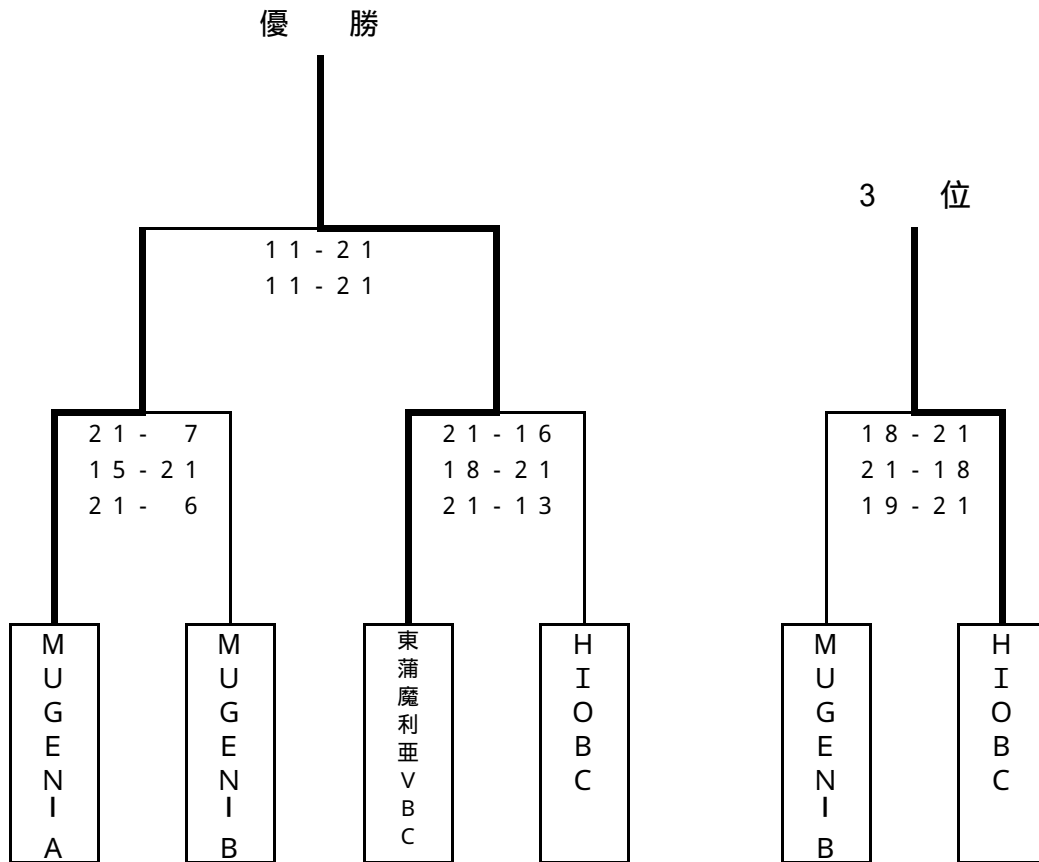 優 勝
3 位
11-21
11-21
21- 7
15-21
21- 6
21-16
18-21
21-13
18-21
21-18
19-21
MUGENI A
MUGENI B
東蒲魔利亜VBC
HIOBC
MUGENI B
HIOBC